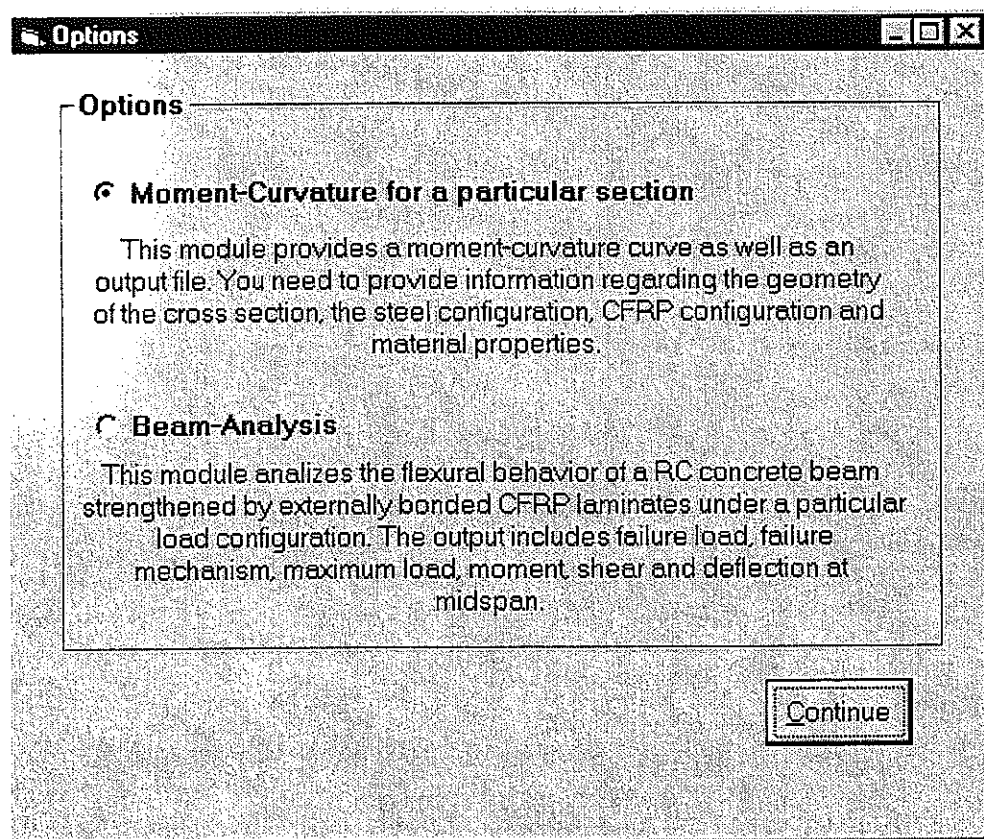 Options
Options
Moment-Curvature for a particular section
This module provides a moment-curvature curve as well as an
output file. You need to provide information regarding the geometry
of the cross section, the steel configuration, CFRP configuration and
material properties.
Beam-Analysis
This module analizes the flexural behavior of a RC concrete beam
strengthened by externally bonded CFRP laminates under a particular
load configuration. The output includes failure load, failure
mechanism, maximum load, moment, shear and deflection at
midspan.
Continue